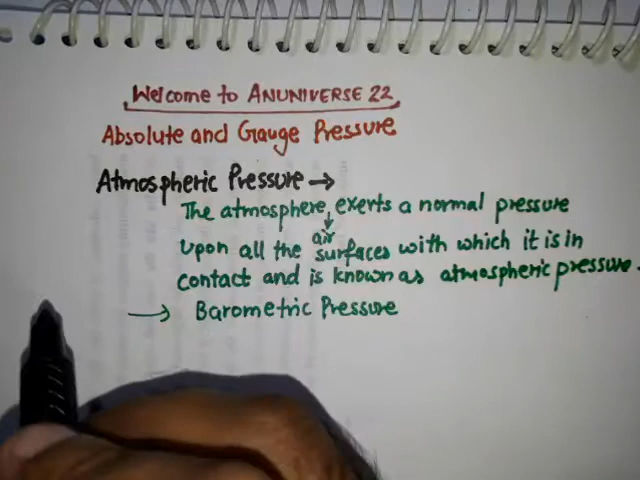 Welcome to ANUNIVERSE 22
Absolute and Gauge Pressure
Atmospheric Pressure →
The atmosphere, exerts a normal pressure
air
Upon all the surfaces with which it is in
contact and is known as atmospheric pressure.
→ Barometric Pressure